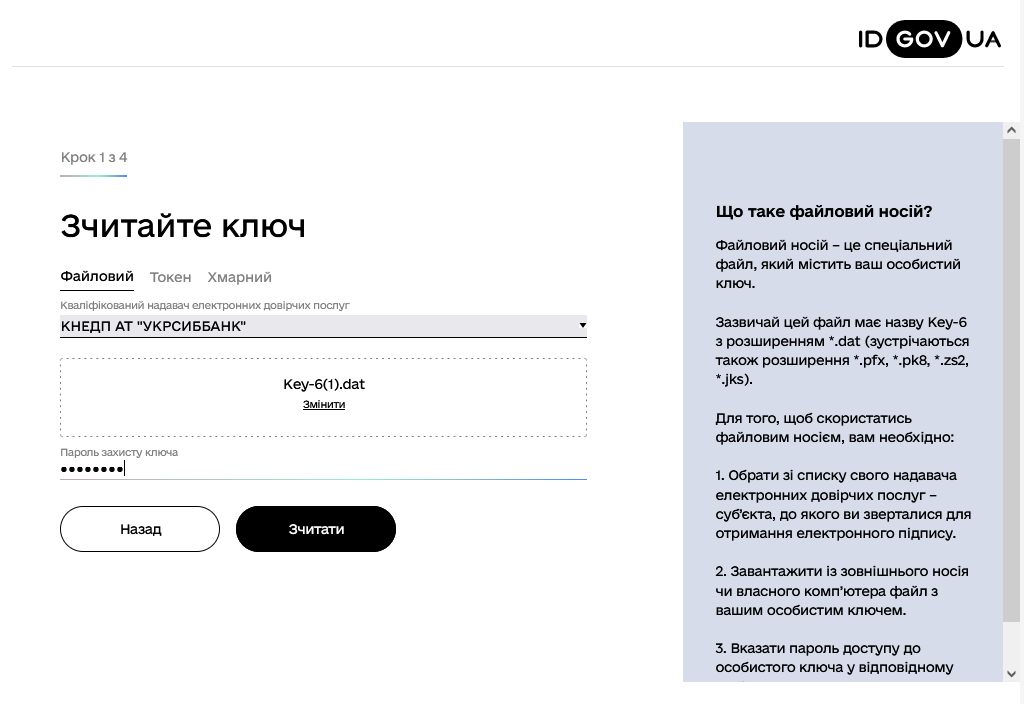 ID GOV UA
Крок 1 з 4
Зчитайте ключ
Файловий Токен Хмарний
Кваліфікований надавач електронних довірчих послуг
КНЕДП АТ "УКРСИББАНК"
Key-6(1).dat
Змінити
Пароль захисту ключа
Назад Зчитати
Що таке файловий носій?
Файловий носій – це спеціальний
файл, який містить ваш особистий
ключ.
Зазвичай цей файл має назву Key-6
з розширенням *.dat (зустрічаються
також розширення *.pfx, *.pk8, *.zs2,
*.jks).
Для того, щоб скористатись
файловим носієм, вам необхідно:
1. Обрати зі списку свого надавача
електронних довірчих послуг –
суб’єкта, до якого ви зверталися для
отримання електронного підпису.
2. Завантажити із зовнішнього носія
чи власного комп’ютера файл з
вашим особистим ключем.
3. Вказати пароль доступу до
особистого ключа у відповідному